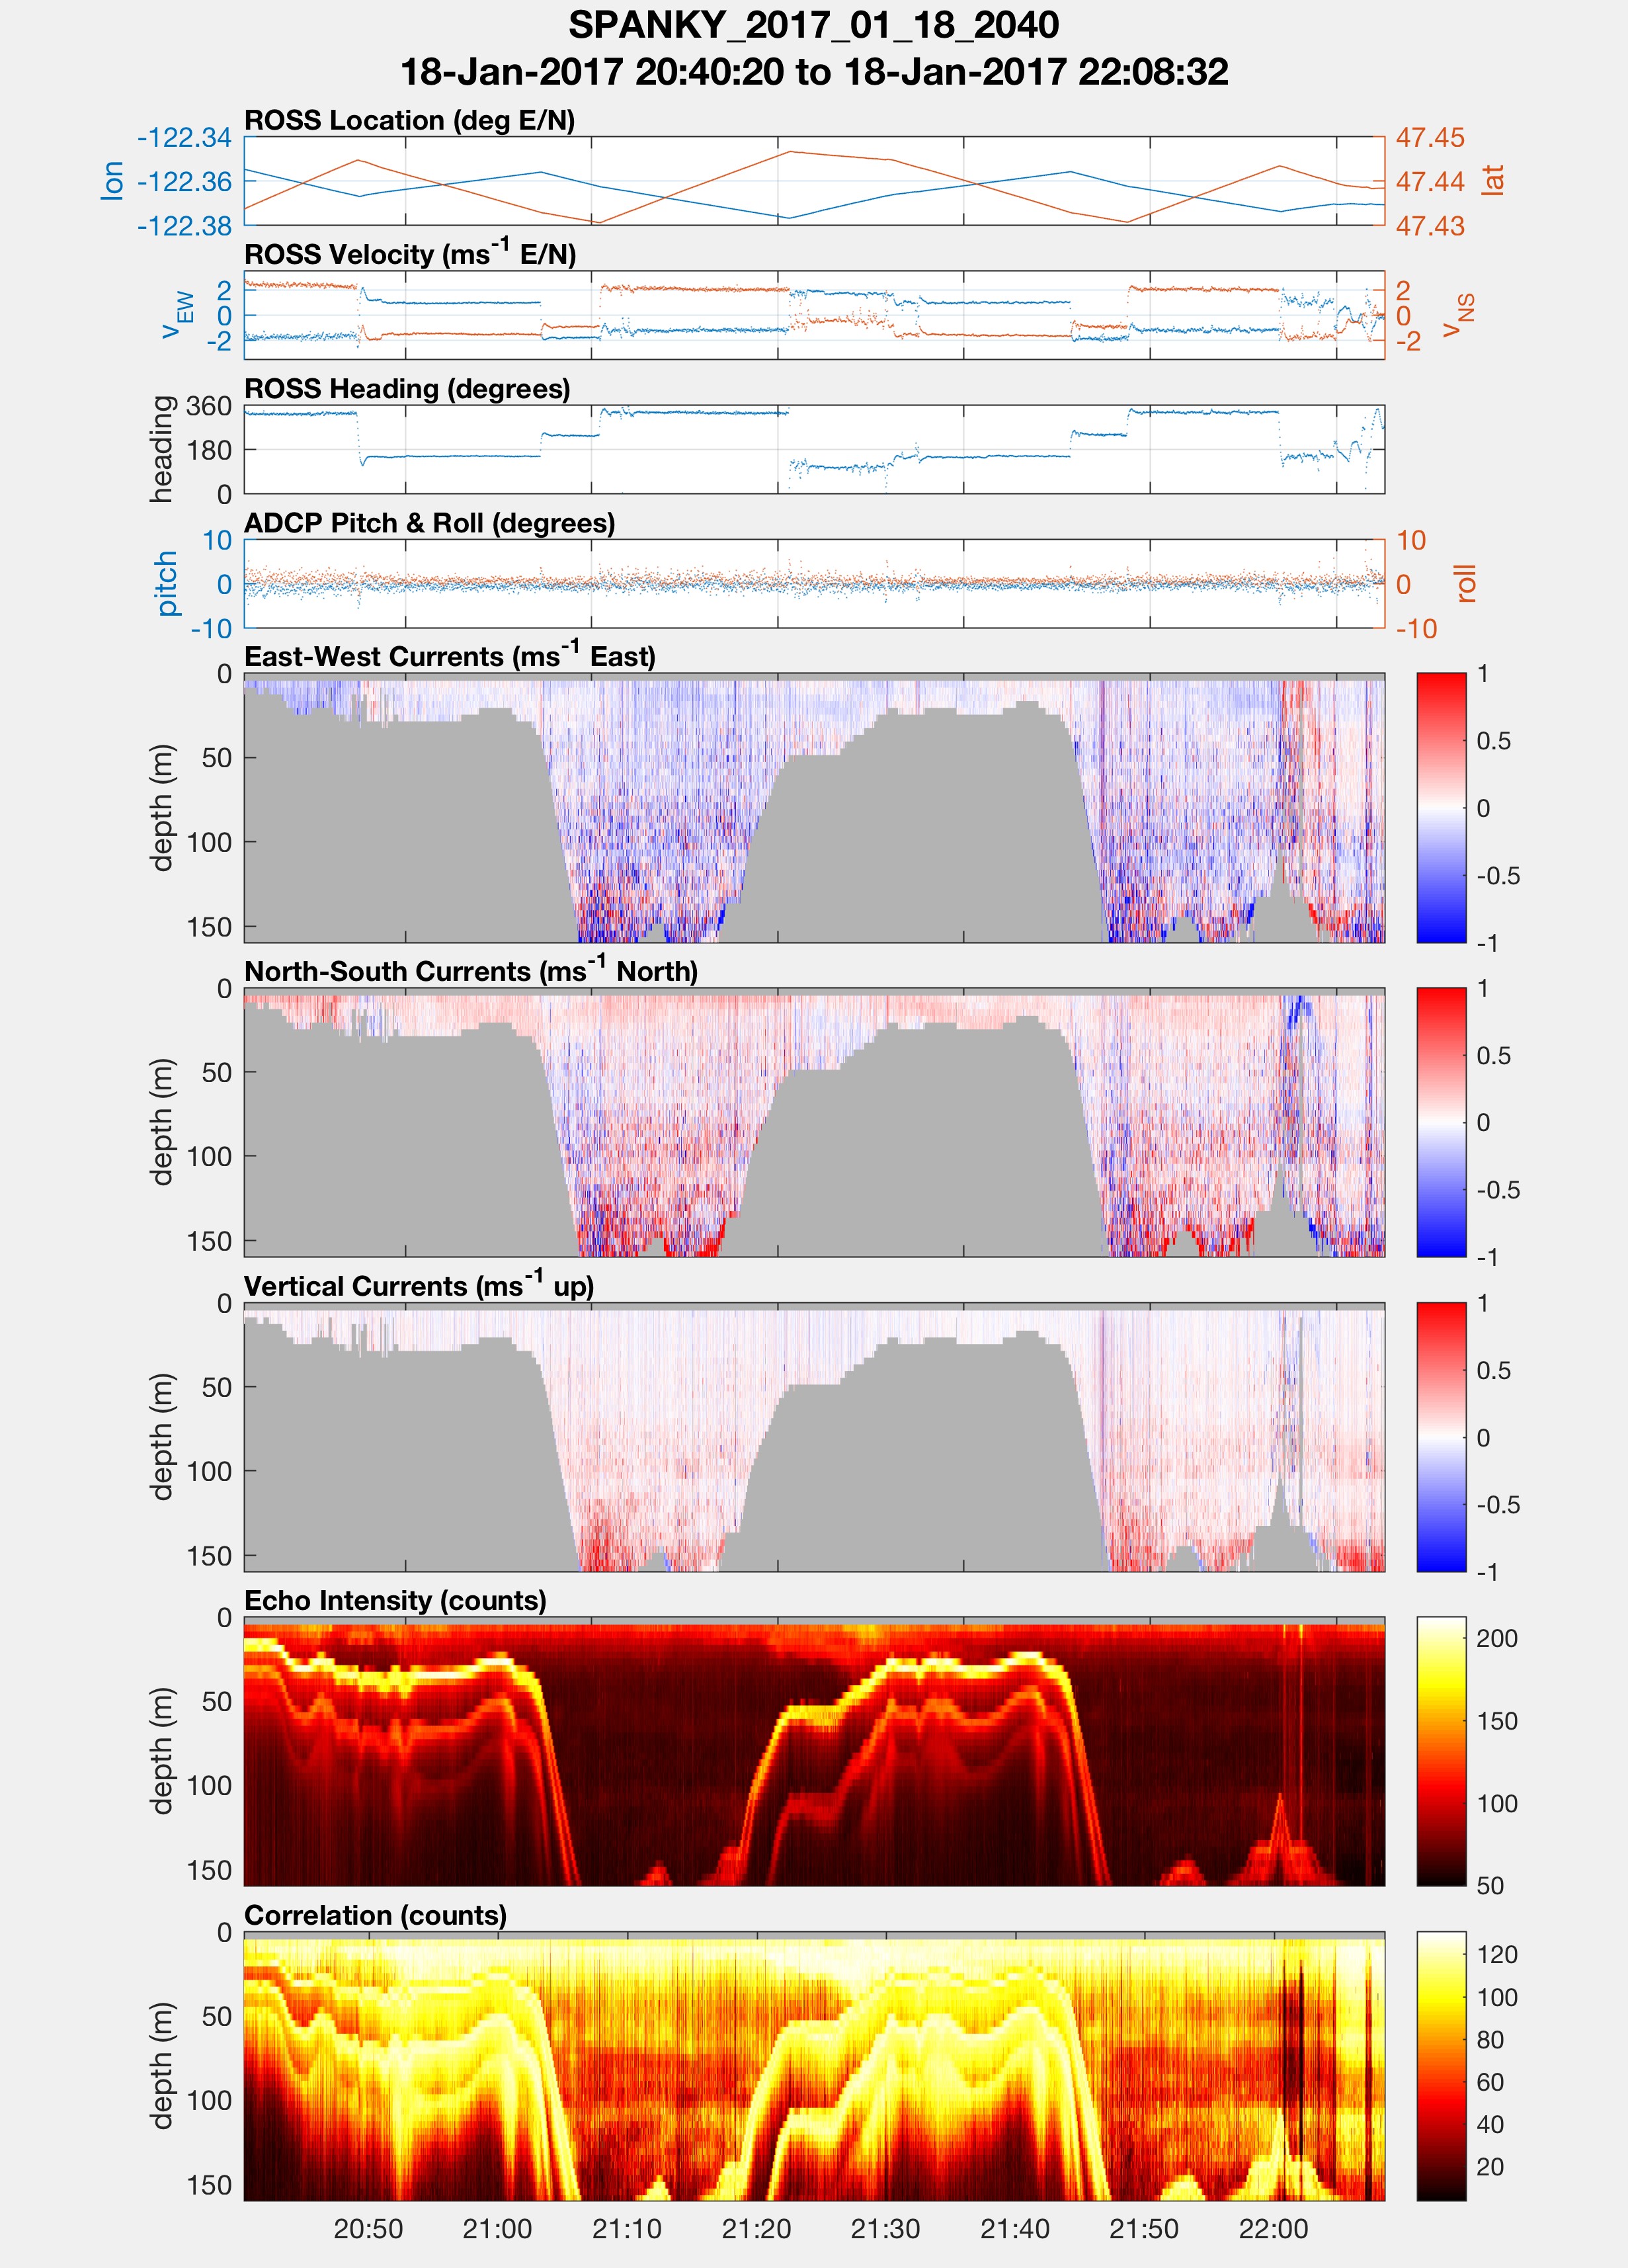 SPANKY_2017_01_18_2040
18-Jan-2017 20:40:20 to 18-Jan-2017 22:08:32
ROSS Location (deg E/N)
-122.34
-122.36
-122.38
lon
47.45
47.44
47.43
lat
ROSS Velocity (ms-1 E/N)
2
0
-2
vEW
2
0
-2
vNS
ROSS Heading (degrees)
360
180
0
heading
ADCP Pitch & Roll (degrees)
10
0
-10
pitch
10
0
-10
roll
East-West Currents (ms-1 East)
0
50
100
150
depth (m)
1
0.5
0
-0.5
-1
North-South Currents (ms-1 North)
0
50
100
150
depth (m)
1
0.5
0
-0.5
-1
Vertical Currents (ms-1 up)
0
50
100
150
depth (m)
1
0.5
0
-0.5
-1
Echo Intensity (counts)
0
50
100
150
depth (m)
200
150
100
50
Correlation (counts)
0
50
100
150
depth (m)
120
100
80
60
40
20
20:50 21:00 21:10 21:20 21:30 21:40 21:50 22:00